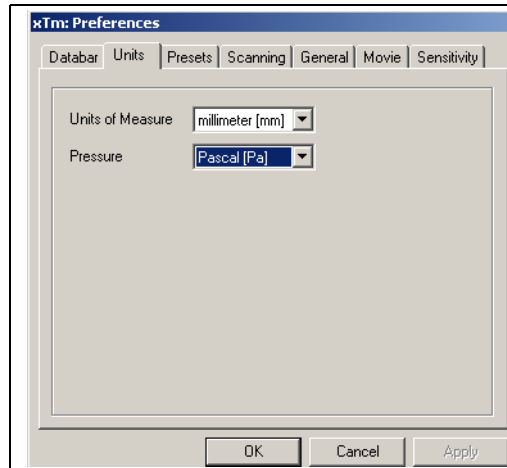 xTm: Preferences
Databar Units Presets Scanning General Movie Sensitivity
Units of Measure millimeter [mm]
Pressure Pascal [Pa]
OK Cancel Apply